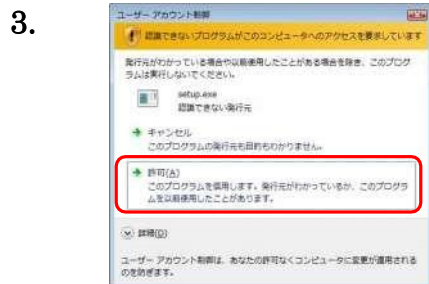 3.
ユーザー アカウント制御
認識できないプログラムがこのコンピュータへのアクセスを要求しています
発行元がわかっている場合や以前使用したことがある場合を除き、このプログ
ラムは実行しないでください。
setup.exe
認識できない発行元
キャンセル
このプログラムの発行元も目的もわかりません。
許可(A)
このプログラムを信用します。発行元がわかっているか、このプログラ
ムを以前使用したことがあります。
詳細(D)
ユーザー アカウント制御は、あなたの許可なくコンピュータに変更が適用される
のを防ぎます。